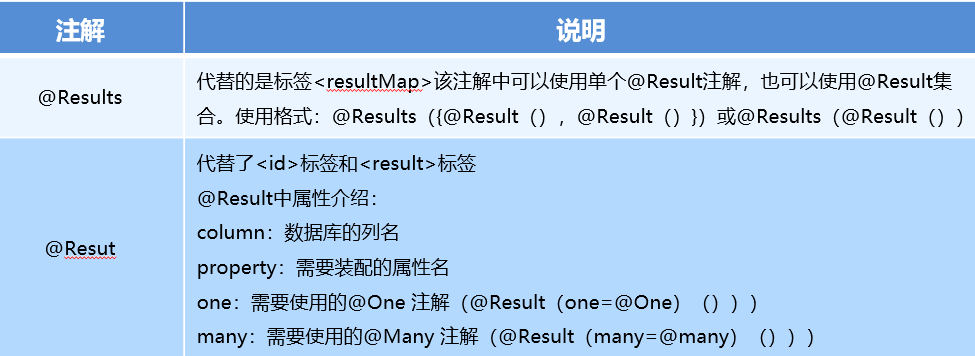 注解 说明
@Results
代替的是标签<resultMap>该注解中可以使用单个@Result注解，也可以使用@Result集
合。使用格式：@Results（{@Result（），@Result（）}）或@Results（@Result（））
@Resut
代替了<id>标签和<result>标签
@Result中属性介绍：
column：数据库的列名
property：需要装配的属性名
one：需要使用的@One 注解（@Result（one=@One）（）））
many：需要使用的@Many 注解（@Result（many=@many）（）））